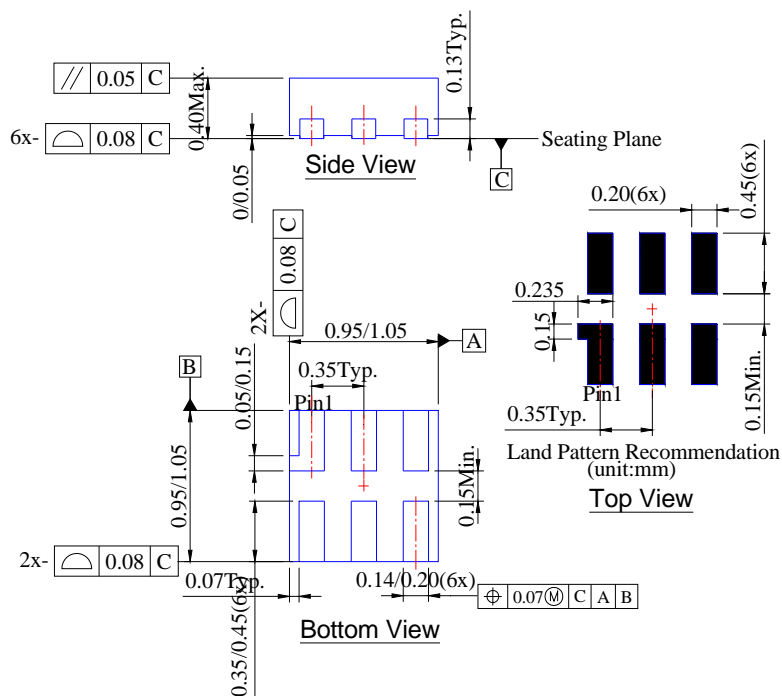 // 0.05 C
0.40Max.
0.13Typ.
6x- ⌓ 0.08 C
Seating Plane
0/0.05
Side View
C
0.20(6x)
0.45(6x)
2X- ⌓ 0.08 C
0.235
0.15
0.95/1.05
A
B
0.05/0.15
0.35Typ.
Pin1
Pin1
0.15Min.
0.35Typ.
0.95/1.05
0.15Min.
Land Pattern Recommendation
(unit:mm)
Top View
2x- ⌓ 0.08 C
0.07Typ.
0.14/0.20(6x)
⌖ 0.07Ⓜ C A B
0.35/0.45(6x)
Bottom View